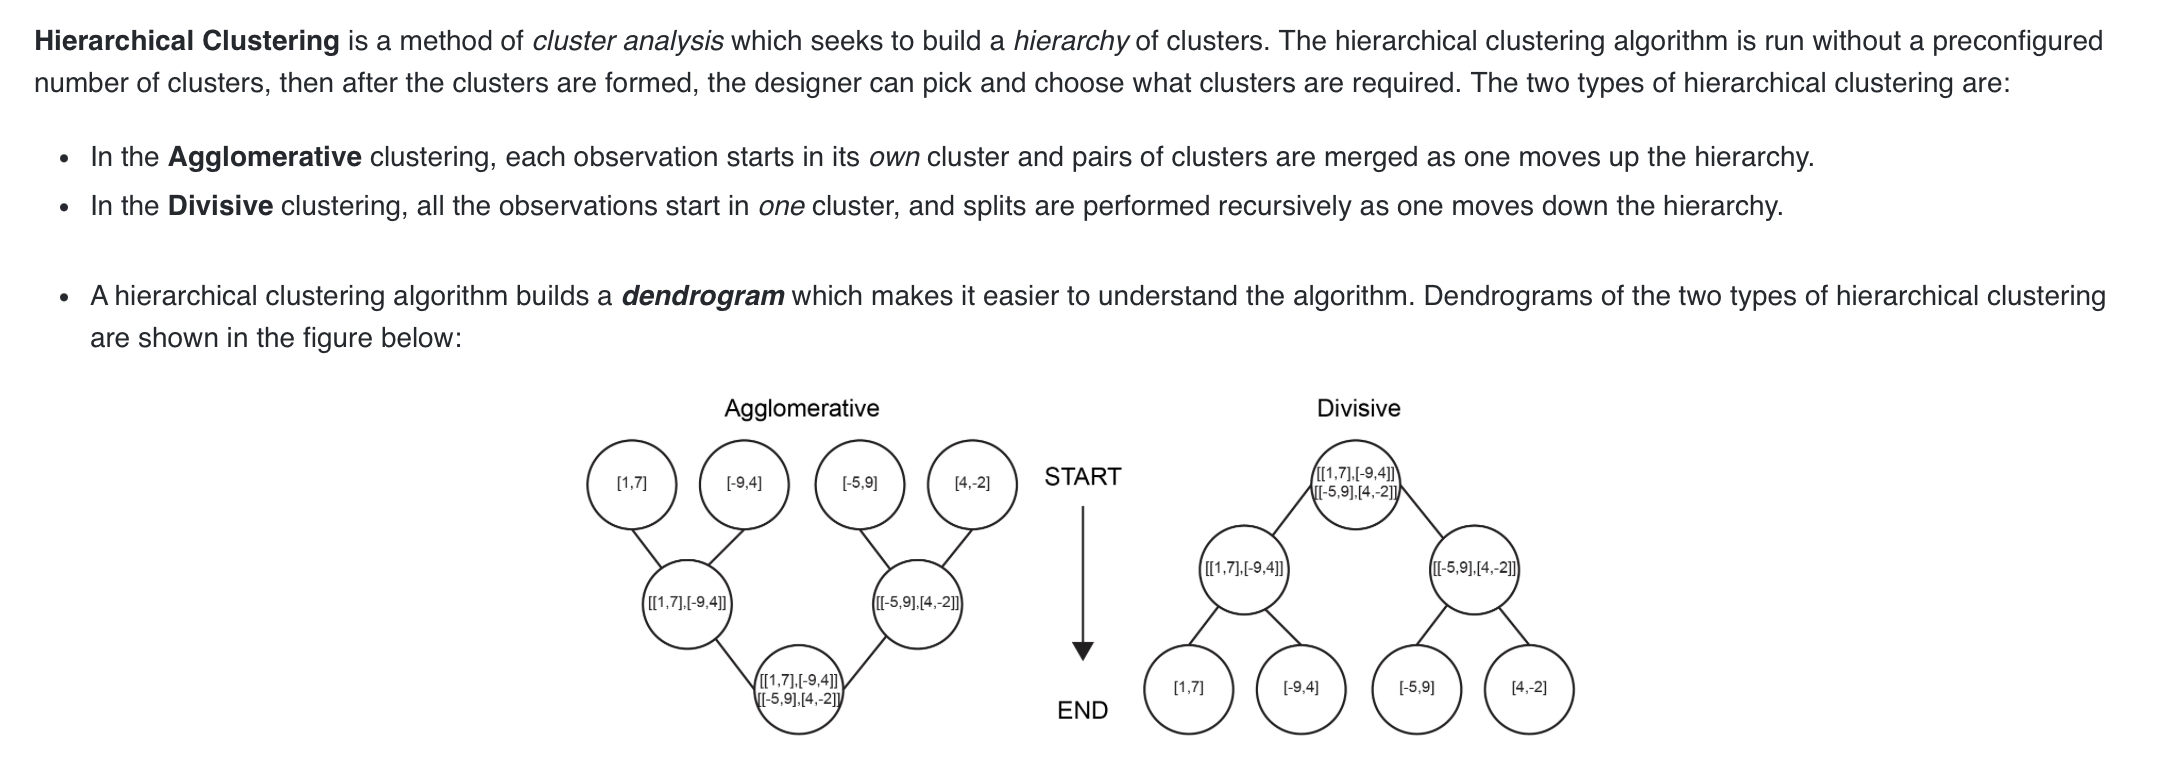 Hierarchical Clustering is a method of cluster analysis which seeks to build a hierarchy of clusters. The hierarchical clustering algorithm is run without a preconfigured
number of clusters, then after the clusters are formed, the designer can pick and choose what clusters are required. The two types of hierarchical clustering are:
• In the Agglomerative clustering, each observation starts in its own cluster and pairs of clusters are merged as one moves up the hierarchy.
• In the Divisive clustering, all the observations start in one cluster, and splits are performed recursively as one moves down the hierarchy.
• A hierarchical clustering algorithm builds a dendrogram which makes it easier to understand the algorithm. Dendrograms of the two types of hierarchical clustering
are shown in the figure below:
Agglomerative
[1,7] [-9,4] [-5,9] [4,-2]
[[1,7],[-9,4]] [[-5,9],[4,-2]]
[[1,7],[-9,4]]
[[-5,9],[4,-2]]
START
END
Divisive
[[1,7],[-9,4]]
[[-5,9],[4,-2]]
[[1,7],[-9,4]] [[-5,9],[4,-2]]
[1,7] [-9,4] [-5,9] [4,-2]